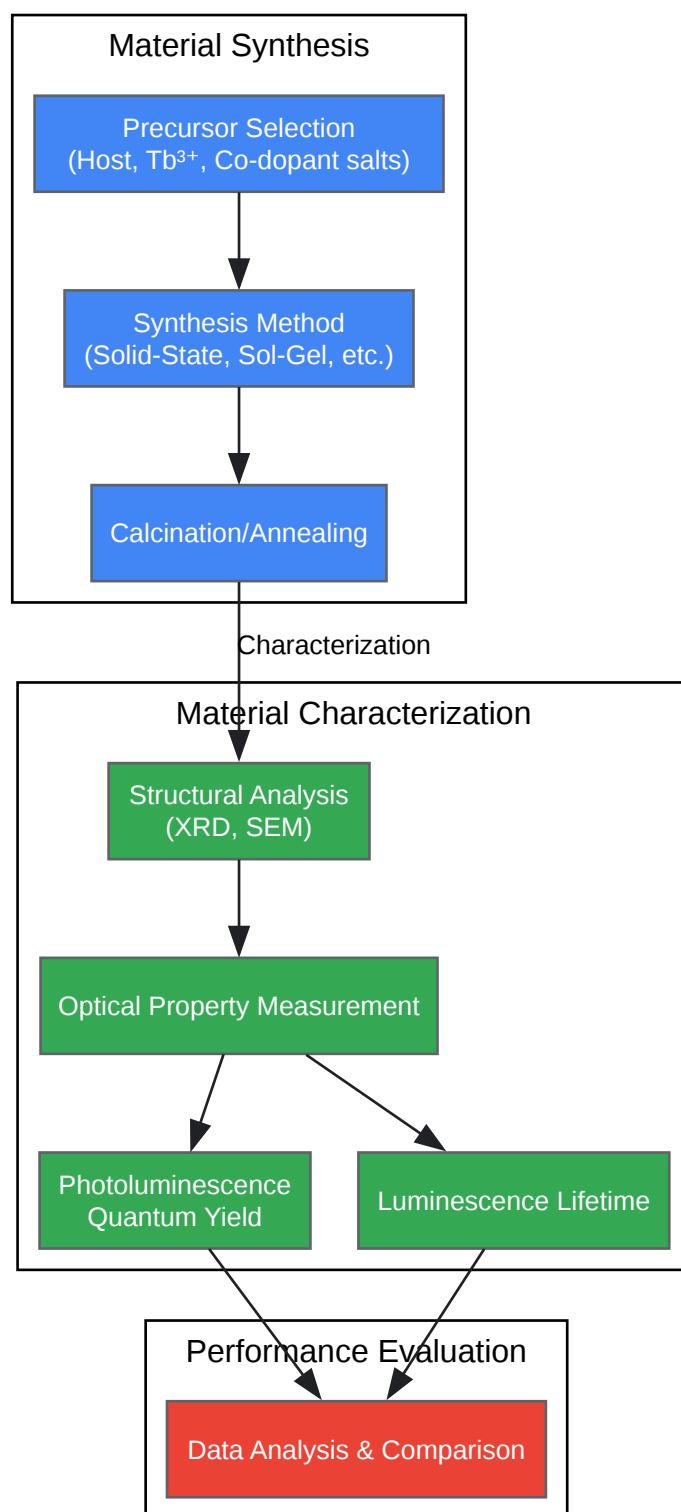 Material Synthesis
Precursor Selection
(Host, Tb³⁺, Co-dopant salts)
Synthesis Method
(Solid-State, Sol-Gel, etc.)
Calcination/Annealing
Characterization
Material Characterization
Structural Analysis
(XRD, SEM)
Optical Property Measurement
Photoluminescence
Quantum Yield
Luminescence Lifetime
Performance Evaluation
Data Analysis & Comparison